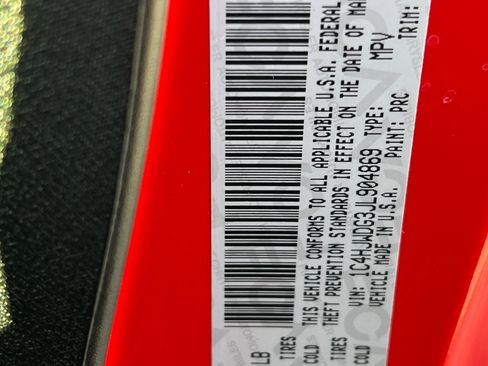 LB
TIRES
COLD
THIS VEHICLE CONFORMS TO ALL APPLICABLE U.S.A. FEDERAL
THEFT PREVENTION STANDARDS IN EFFECT ON THE DATE OF MA
TIRES
COLD
VIN: 1C4HJWDG3JL904869 TYPE: MPV
VEHICLE MADE IN U.S.A. PAINT: PRC TRIM: